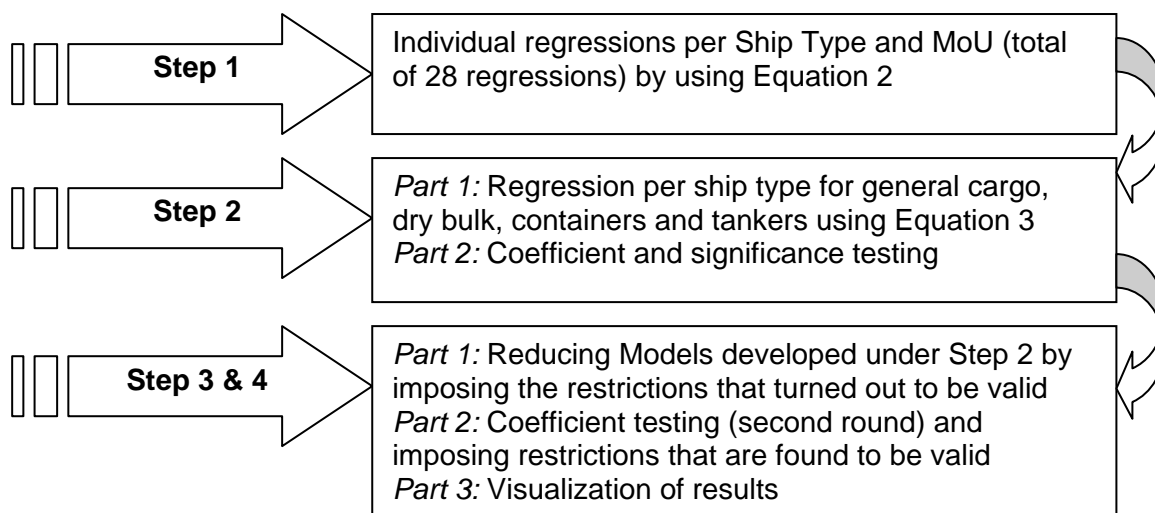 Step 1
Individual regressions per Ship Type and MoU (total
of 28 regressions) by using Equation 2
Step 2
Part 1: Regression per ship type for general cargo,
dry bulk, containers and tankers using Equation 3
Part 2: Coefficient and significance testing
Step 3 & 4
Part 1: Reducing Models developed under Step 2 by
imposing the restrictions that turned out to be valid
Part 2: Coefficient testing (second round) and
imposing restrictions that are found to be valid
Part 3: Visualization of results